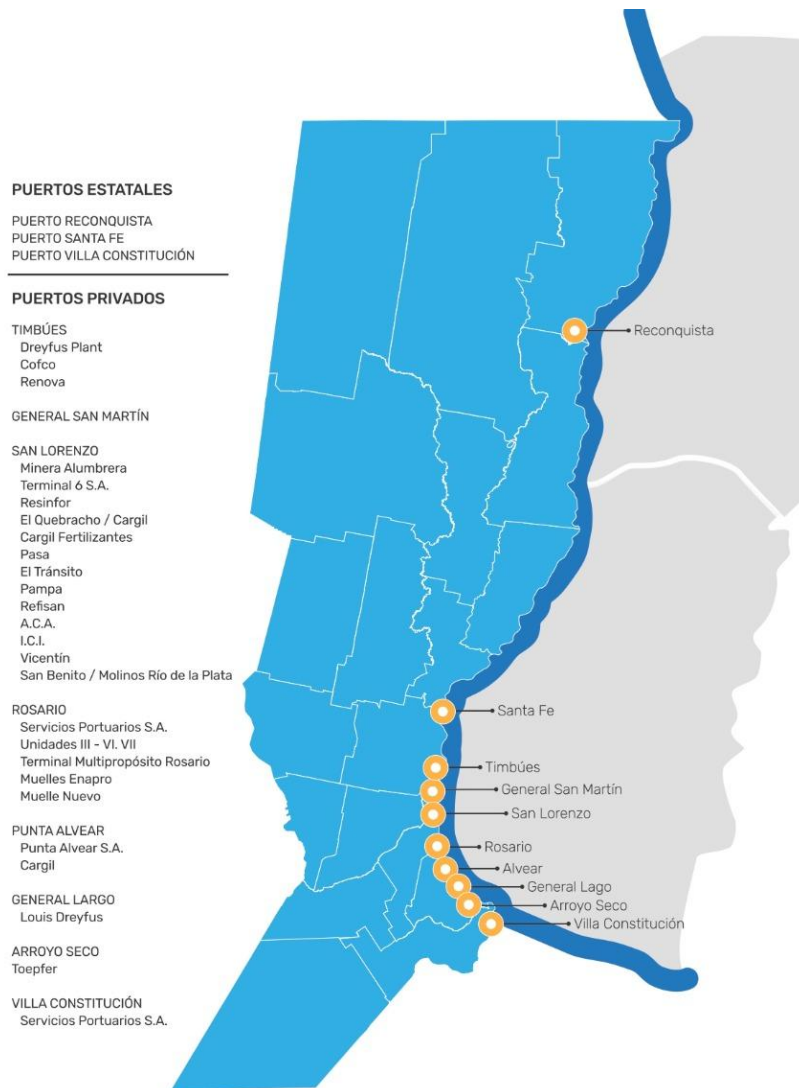 PUERTOS ESTATALES
PUERTO RECONQUISTA
PUERTO SANTA FE
PUERTO VILLA CONSTITUCIÓN
PUERTOS PRIVADOS
TIMBÚES
Dreyfus Plant
Cofco
Renova
GENERAL SAN MARTÍN
SAN LORENZO
Minera Alumbrera
Terminal 6 S.A.
Resinfor
El Quebracho / Cargil
Cargil Fertilizantes
Pasa
El Tránsito
Pampa
Refisan
A.C.A.
I.C.I.
Vicentín
San Benito / Molinos Río de la Plata
ROSARIO
Servicios Portuarios S.A.
Unidades III - VI. VII
Terminal Multipropósito Rosario
Muelles Enapro
Muelle Nuevo
PUNTA ALVEAR
Punta Alvear S.A.
Cargil
GENERAL LARGO
Louis Dreyfus
ARROYO SECO
Toepfer
VILLA CONSTITUCIÓN
Servicios Portuarios S.A.
Reconquista
Santa Fe
Timbúes
General San Martín
San Lorenzo
Rosario
Alvear
General Lago
Arroyo Seco
Villa Constitución